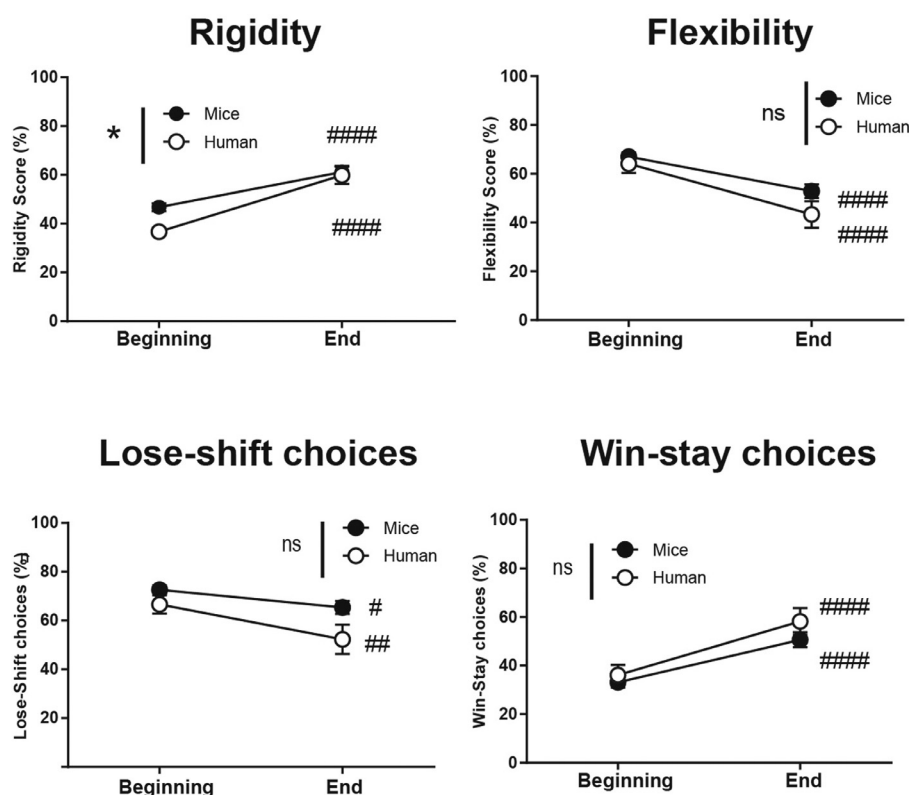 Rigidity
100
80
60
40
20
0
Rigidity Score (%)
*
Mice
Human
####
####
Beginning
End
Flexibility
100
80
60
40
20
0
Flexibility Score (%)
ns
Mice
Human
####
####
Beginning
End
Lose-shift choices
100
80
60
40
20
Lose-Shift choices (%)
ns
Mice
Human
#
##
Beginning
End
Win-stay choices
100
80
60
40
20
0
Win-Stay choices (%)
ns
Mice
Human
####
####
Beginning
End